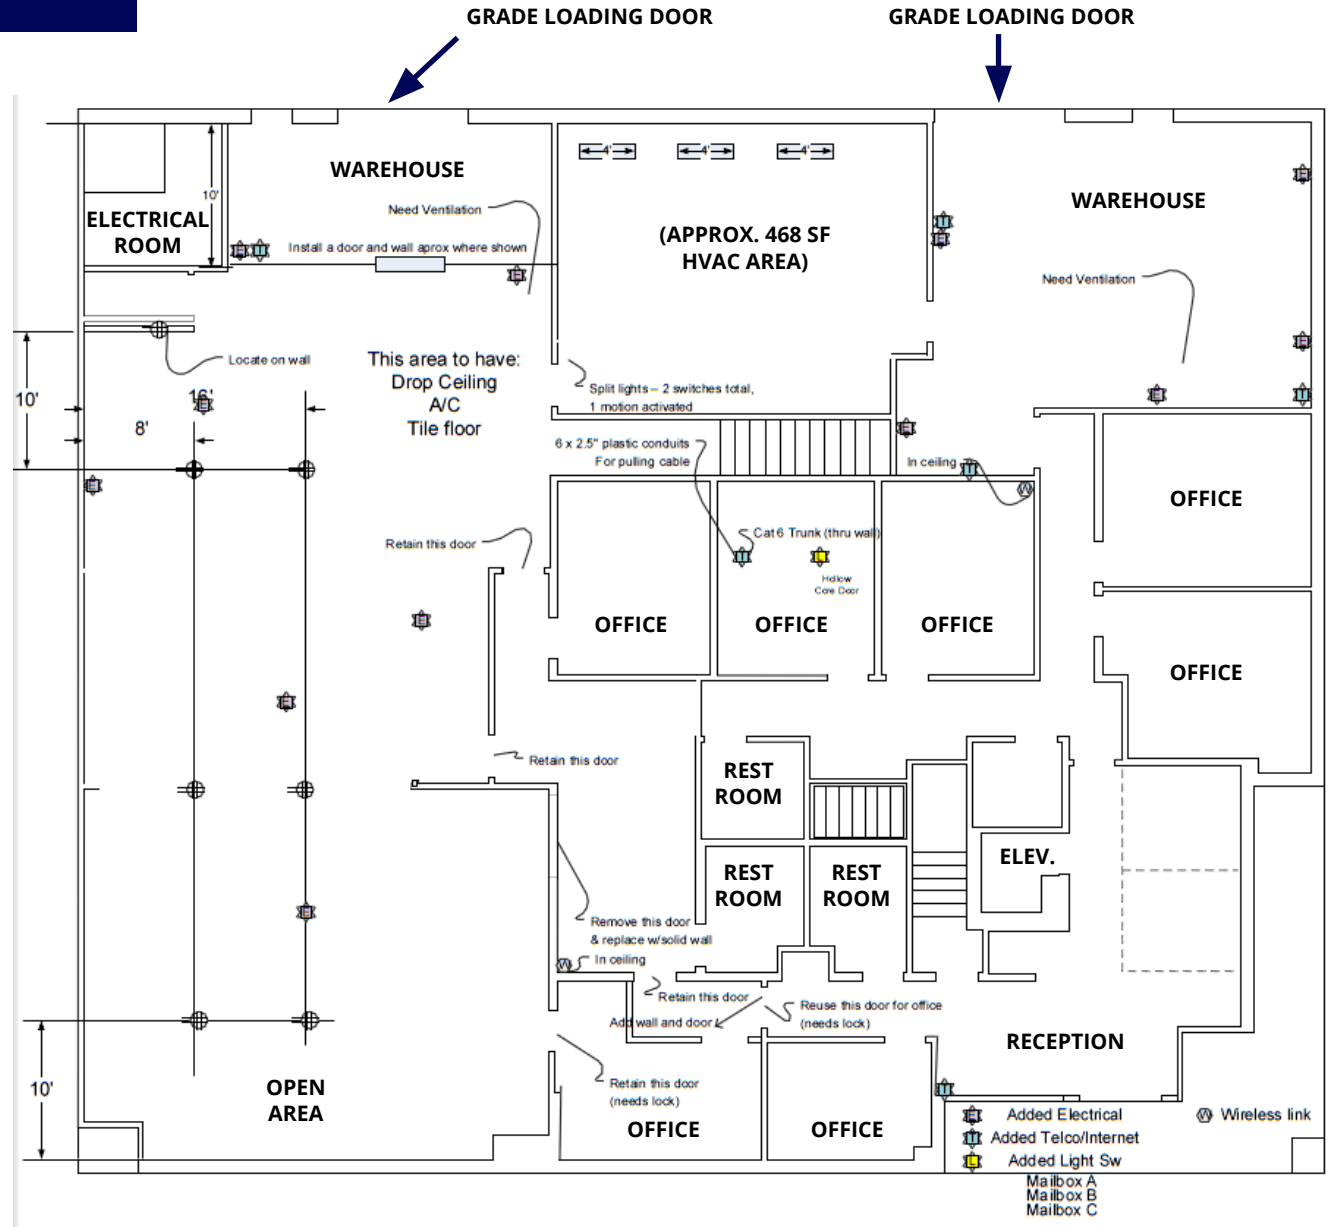 GRADE LOADING DOOR
GRADE LOADING DOOR
4'
4'
4'
WAREHOUSE
10'
ELECTRICAL
ROOM
Need Ventilation
Install a door and wall aprox where shown
(APPROX. 468 SF
HVAC AREA)
WAREHOUSE
Need Ventilation
Locate on wall
This area to have:
Drop Ceiling
A/C
Tile floor
10'
16'
8'
Split lights – 2 switches total,
1 motion activated
6 x 2.5" plastic conduits
For pulling cable
In ceiling
OFFICE
Retain this door
Cat 6 Trunk (thru wall)
Hollow
Core Door
OFFICE
OFFICE
OFFICE
OFFICE
Retain this door
REST
ROOM
REST
ROOM
REST
ROOM
ELEV.
Remove this door
& replace w/solid wall
In ceiling
Retain this door
Add wall and door
Reuse this door for office
(needs lock)
RECEPTION
10'
OPEN
AREA
Retain this door
(needs lock)
OFFICE
OFFICE
E Added Electrical
T Added Telco/Internet
L Added Light Sw
W Wireless link
Mailbox A
Mailbox B
Mailbox C